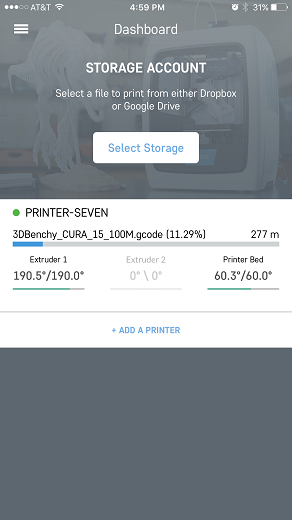 AT&T 4:59 PM 31%
Dashboard
STORAGE ACCOUNT
Select a file to print from either Dropbox
or Google Drive
Select Storage
PRINTER-SEVEN
3DBenchy_CURA_15_100M.gcode (11.29%) 277 m
Extruder 1 Extruder 2 Printer Bed
190.5°/190.0° 0° \ 0° 60.3°/60.0°
+ ADD A PRINTER